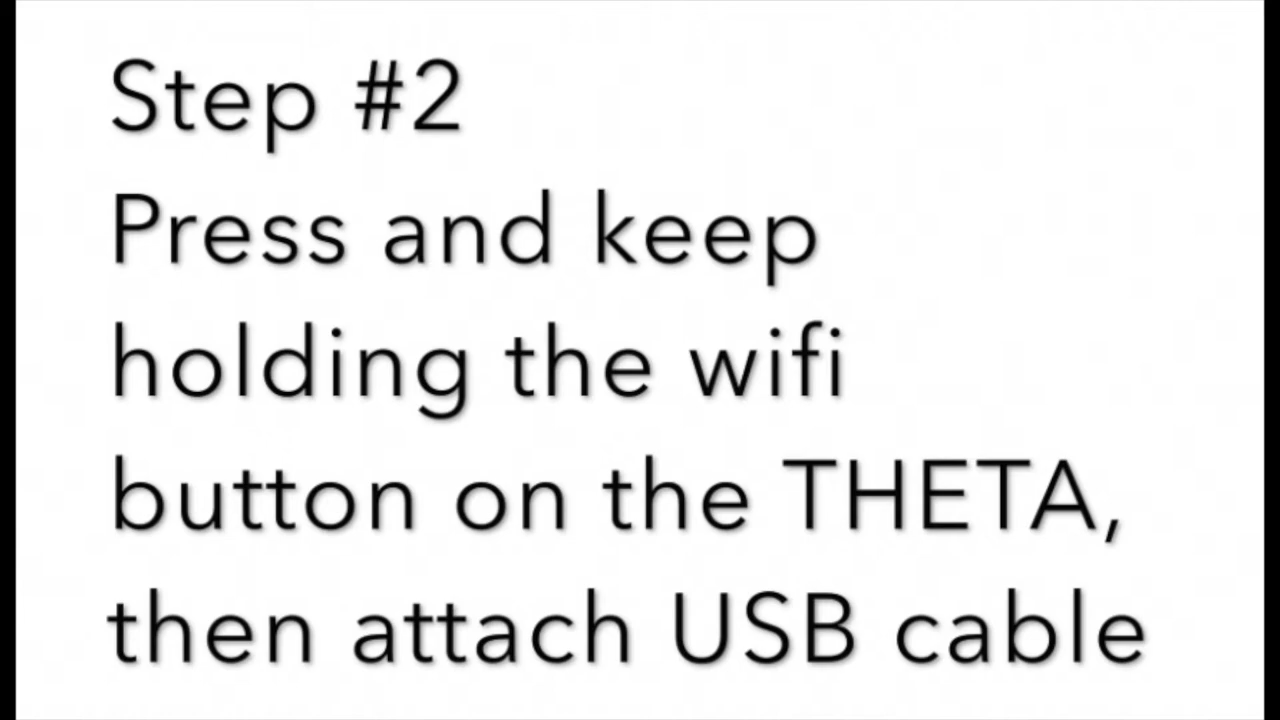 Step #2
Press and keep
holding the wifi
button on the THETA,
then attach USB cable